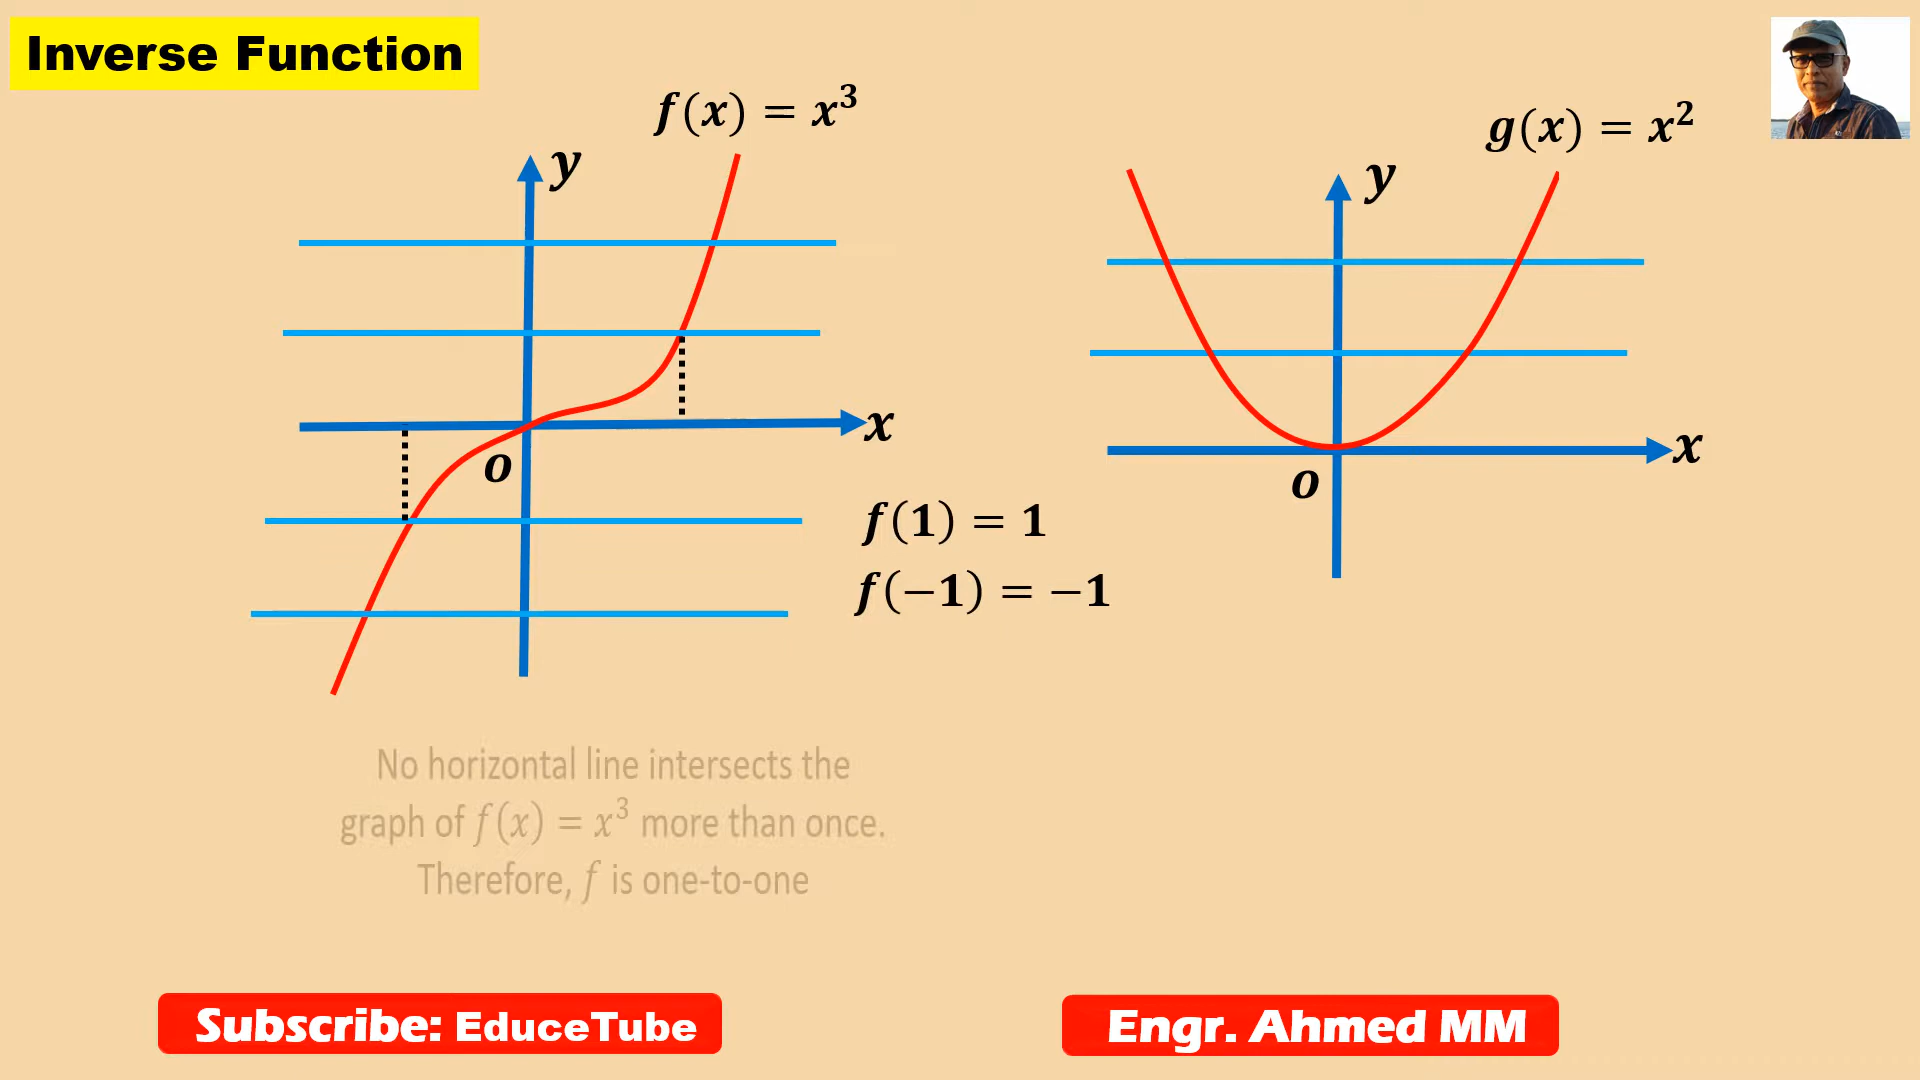 Inverse Function
f(x) = x³
y
x
o
f(1) = 1
f(−1) = −1
g(x) = x²
y
x
o
No horizontal line intersects the
graph of f(x) = x³ more than once.
Therefore, f is one-to-one
Subscribe: EduceTube
Engr. Ahmed MM